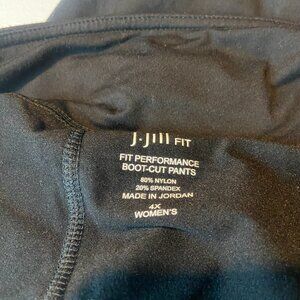 J.Jill FIT
FIT PERFORMANCE
BOOT-CUT PANTS
80% NYLON
20% SPANDEX
MADE IN JORDAN
4X
WOMEN'S